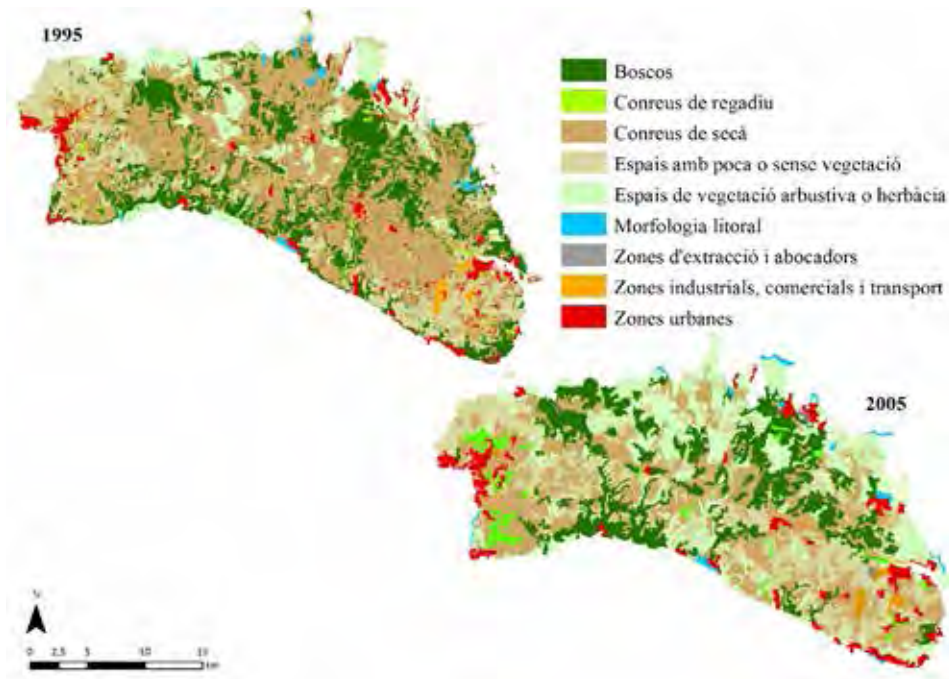 1995
Boscos
Conreus de regadiu
Conreus de secà
Espais amb poca o sense vegetació
Espais de vegetació arbustiva o herbàcia
Morfologia litoral
Zones d'extracció i abocadors
Zones industrials, comercials i transport
Zones urbanes
2005
0 2,5 5 10 15